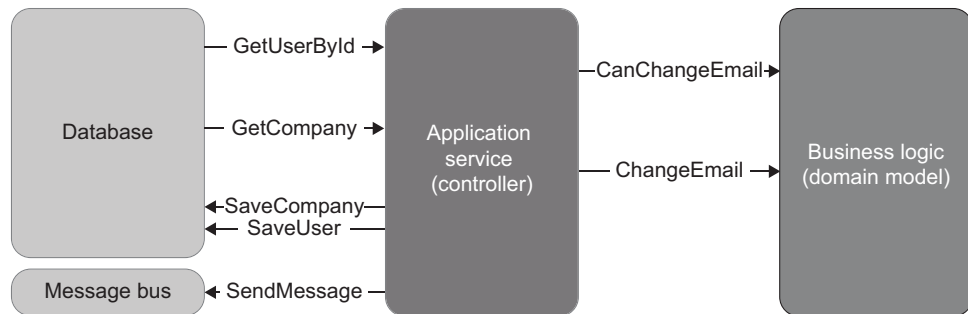 GetUserById
CanChangeEmail
Database
GetCompany
Application
service
(controller)
ChangeEmail
Business logic
(domain model)
SaveCompany
SaveUser
Message bus
SendMessage